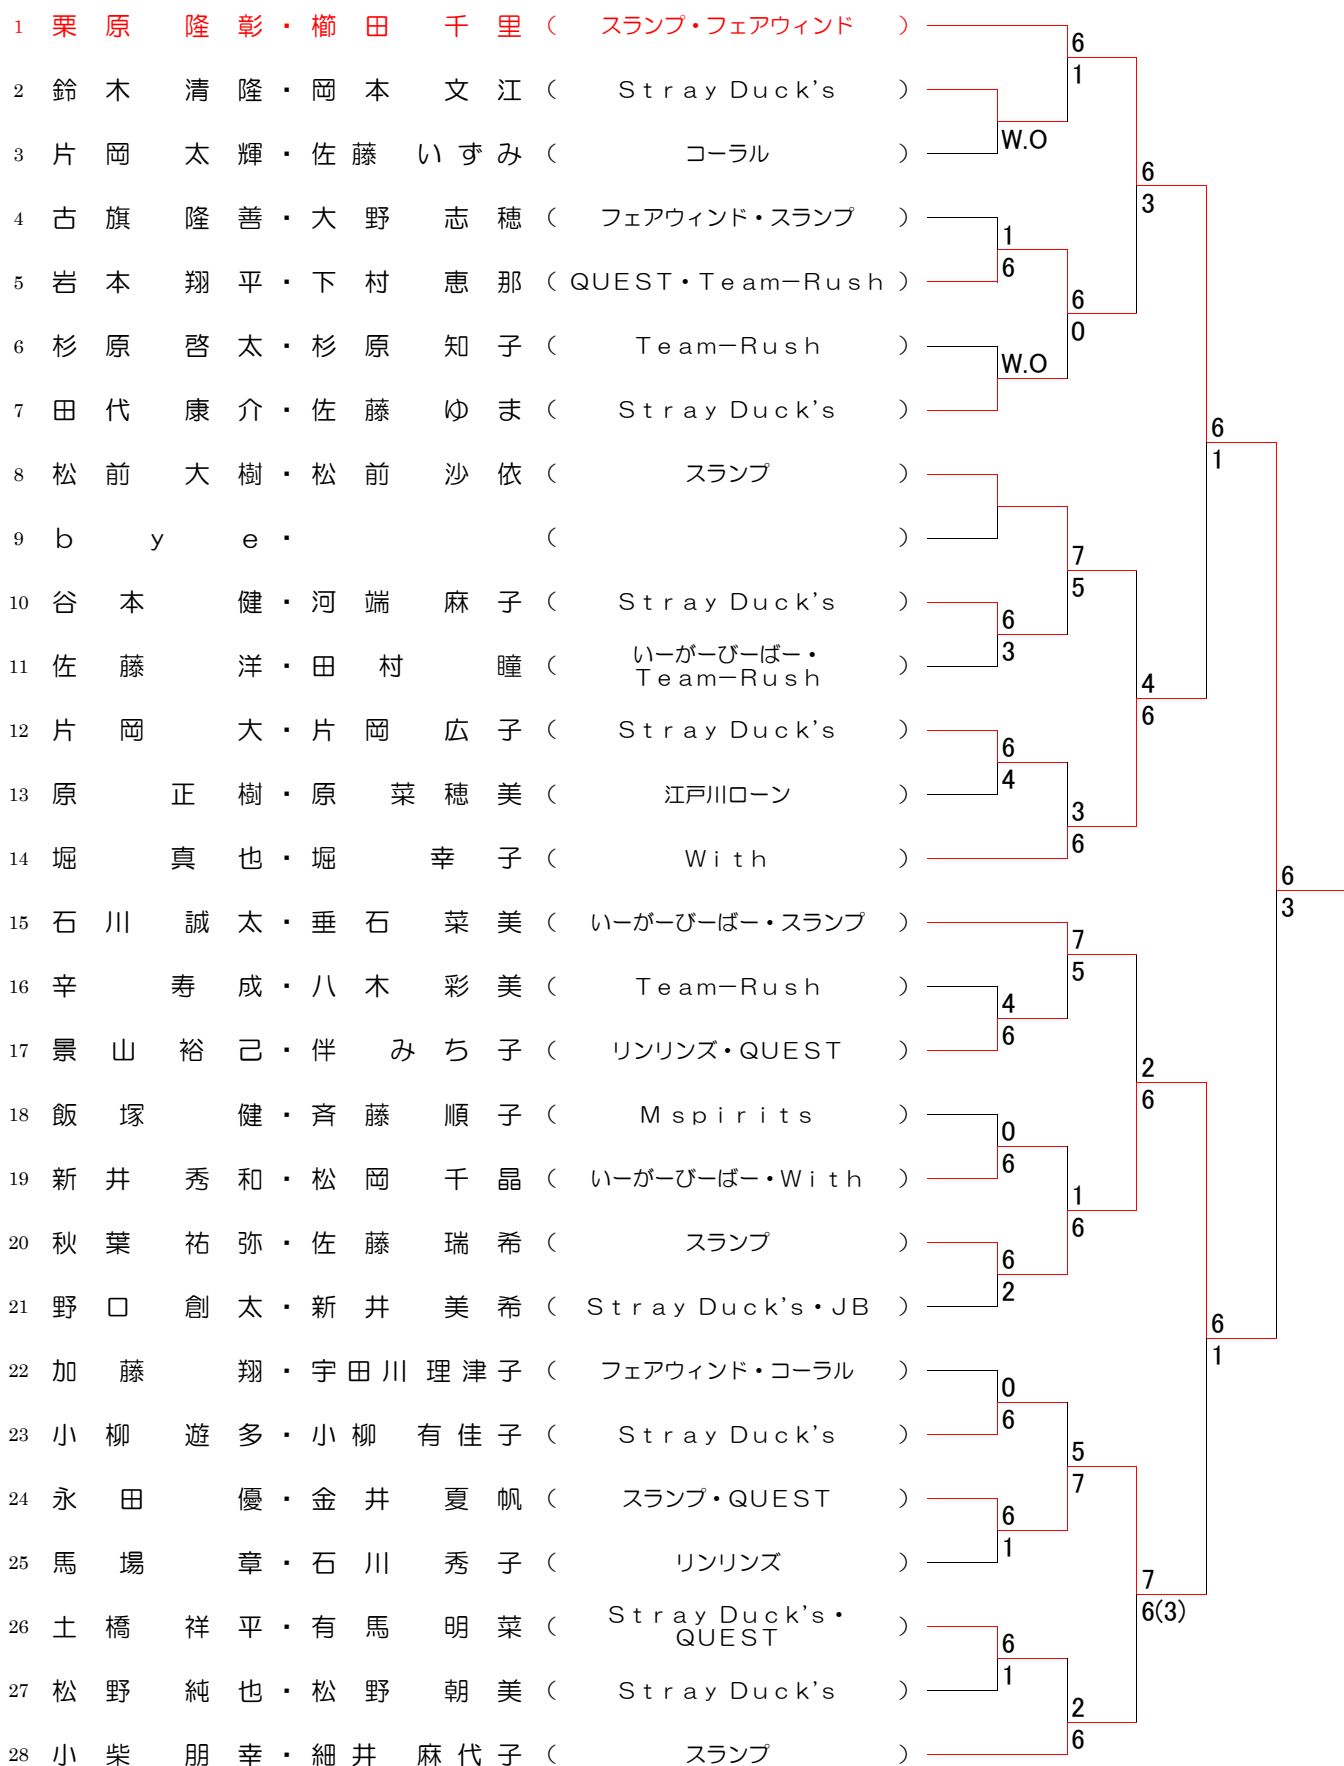 1 栗原 隆彰・櫛田 千里 ( スランプ・フェアウィンド )
6
1
2 鈴木 清隆・岡本 文江 ( Stray Duck's )
W.O
3 片岡 太輝・佐藤 いずみ ( コーラル )
6
3
4 古旗 隆善・大野 志穂 ( フェアウィンド・スランプ )
1
6
5 岩本 翔平・下村 恵那 ( QUEST・Team-Rush )
6
0
6 杉原 啓太・杉原 知子 ( Team-Rush )
W.O
7 田代 康介・佐藤 ゆま ( Stray Duck's )
6
1
8 松前 大樹・松前 沙依 ( スランプ )
9 bye・ ( )
7
5
10 谷本 健・河端 麻子 ( Stray Duck's )
6
3
11 佐藤 洋・田村 瞳 ( いーがーびーばー・
Team-Rush )
4
6
12 片岡 大・片岡 広子 ( Stray Duck's )
6
4
13 原 正樹・原 菜穂美 ( 江戸川ローン )
3
6
14 堀 真也・堀 幸子 ( With )
6
3
15 石川 誠太・垂石 菜美 ( いーがーびーばー・スランプ )
7
5
16 辛 寿成・八木 彩美 ( Team-Rush )
4
6
17 景山 裕己・伴 みち子 ( リンリンズ・QUEST )
2
6
18 飯塚 健・斉藤 順子 ( Mspirits )
0
6
19 新井 秀和・松岡 千晶 ( いーがーびーばー・With )
1
6
20 秋葉 祐弥・佐藤 瑞希 ( スランプ )
6
2
21 野口 創太・新井 美希 ( Stray Duck's・JB )
6
1
22 加藤 翔・宇田川 理津子 ( フェアウィンド・コーラル )
0
6
23 小柳 遊多・小柳 有佳子 ( Stray Duck's )
5
7
24 永田 優・金井 夏帆 ( スランプ・QUEST )
6
1
25 馬場 章・石川 秀子 ( リンリンズ )
7
6(3)
26 土橋 祥平・有馬 明菜 ( Stray Duck's・
QUEST )
6
1
27 松野 純也・松野 朝美 ( Stray Duck's )
2
6
28 小柴 朋幸・細井 麻代子 ( スランプ )